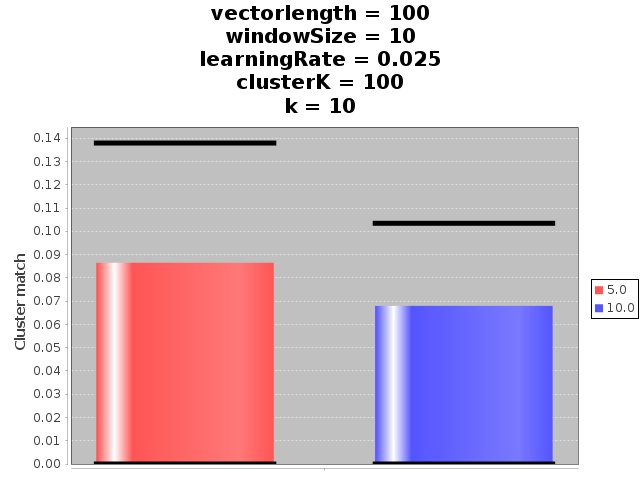 vectorlength = 100
windowSize = 10
learningRate = 0.025
clusterK = 100
k = 10
0.14
0.13
0.12
0.11
0.10
0.09
0.08
0.07
0.06
0.05
0.04
0.03
0.02
0.01
0.00
Cluster match
5.0
10.0